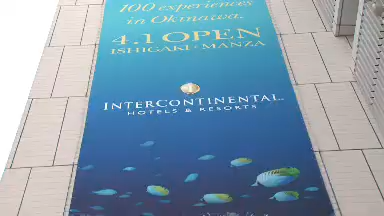 100 experiences
in Okinawa.
4.1 OPEN
ISHIGAKI · MANZA
INTERCONTINENTAL.
HOTELS & RESORTS